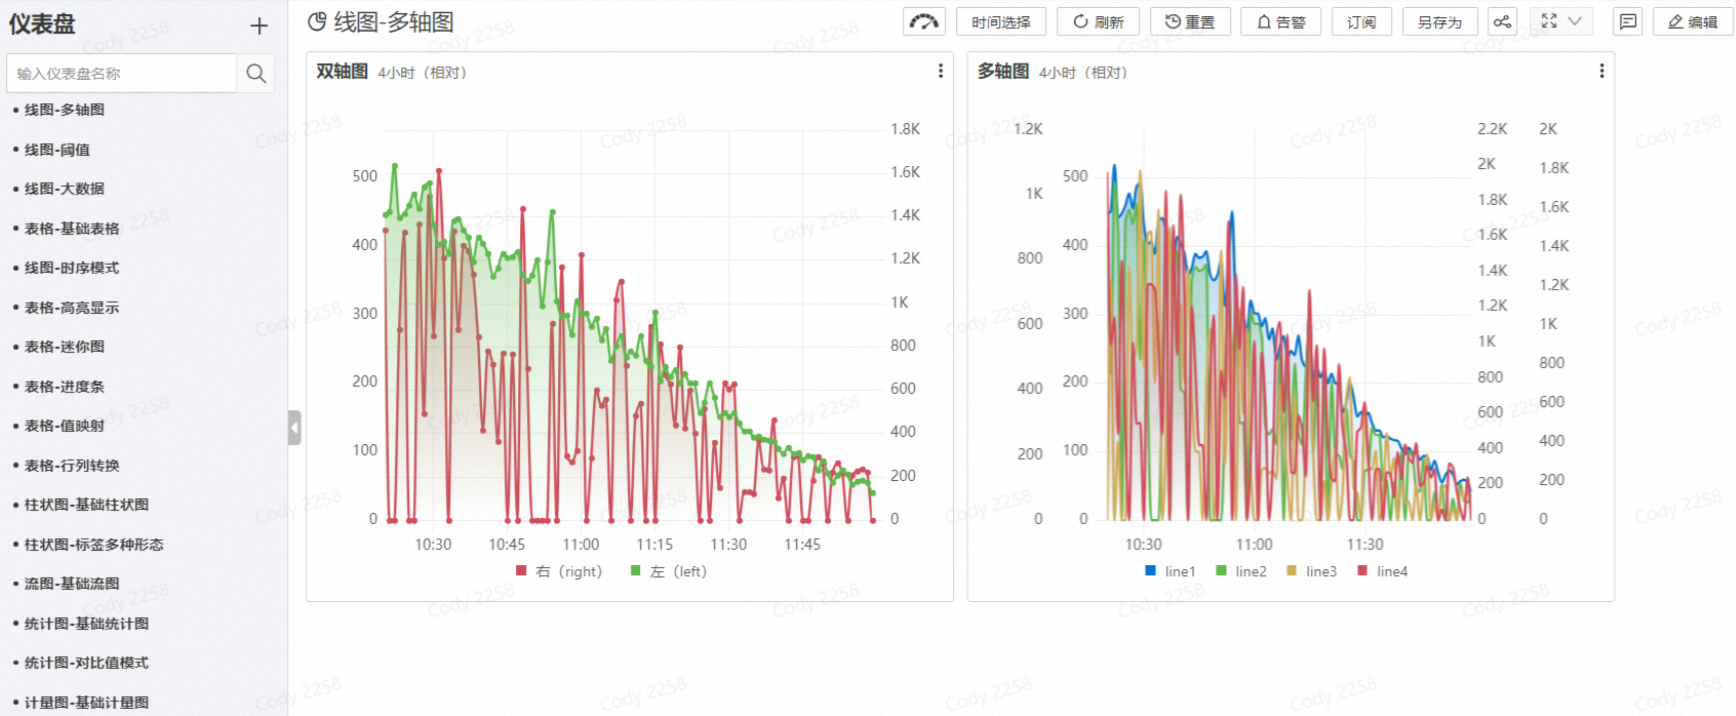 仪表盘
输入仪表盘名称
• 线图-多轴图
• 线图-阈值
• 线图-大数据
• 表格-基础表格
• 线图-时序模式
• 表格-高亮显示
• 表格-迷你图
• 表格-进度条
• 表格-值映射
• 表格-行列转换
• 柱状图-基础柱状图
• 柱状图-标签多种形态
• 流图-基础流图
• 统计图-基础统计图
• 统计图-对比值模式
• 计量图-基础计量图
线图-多轴图
时间选择 刷新 重置 告警 订阅 另存为 编辑
双轴图 4小时（相对）
500
400
300
200
100
0
1.8K
1.6K
1.4K
1.2K
1K
800
600
400
200
0
10:30 10:45 11:00 11:15 11:30 11:45
右（right） 左（left）
多轴图 4小时（相对）
1.2K
1K
800
600
400
200
0
500
400
300
200
100
0
2.2K
2K
1.8K
1.6K
1.4K
1.2K
1K
800
600
400
200
0
2K
1.8K
1.6K
1.4K
1.2K
1K
800
600
400
200
0
10:30 11:00 11:30
line1 line2 line3 line4
Cody 2258